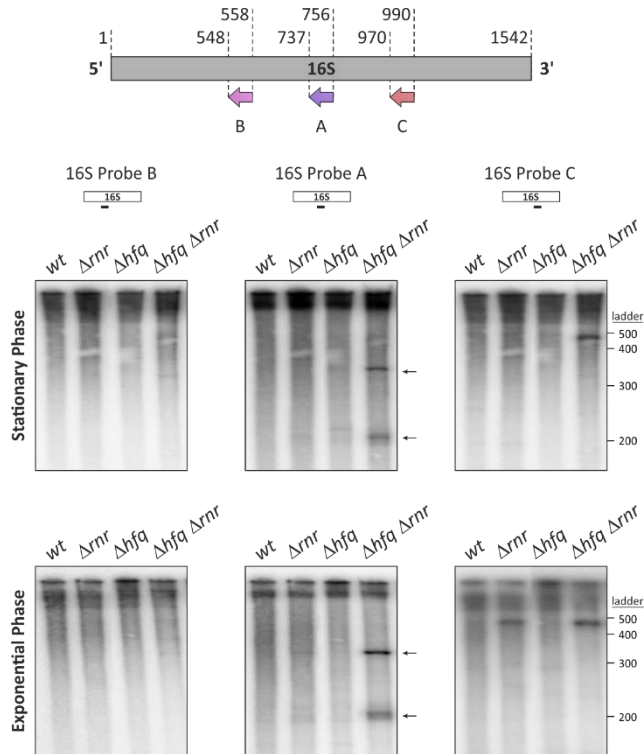 558 756 990
1 548 737 970 1542
5' 16S 3'
B A C
16S Probe B 16S Probe A 16S Probe C
16S 16S 16S
wt Δrnr Δhfq Δhfq Δrnr wt Δrnr Δhfq Δhfq Δrnr wt Δrnr Δhfq Δhfq Δrnr
Stationary Phase
ladder
500
400
300
200
wt Δrnr Δhfq Δhfq Δrnr wt Δrnr Δhfq Δhfq Δrnr wt Δrnr Δhfq Δhfq Δrnr
Exponential Phase
ladder
500
400
300
200